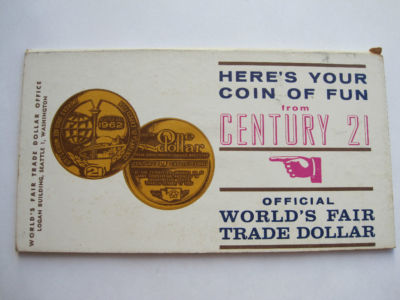 WORLD'S FAIR TRADE DOLLAR OFFICE
LOGAN BUILDING, SEATTLE 1, WASHINGTON
1962
21
One
dollar
HERE'S YOUR
COIN OF FUN
from
CENTURY 21
OFFICIAL
WORLD'S FAIR
TRADE DOLLAR